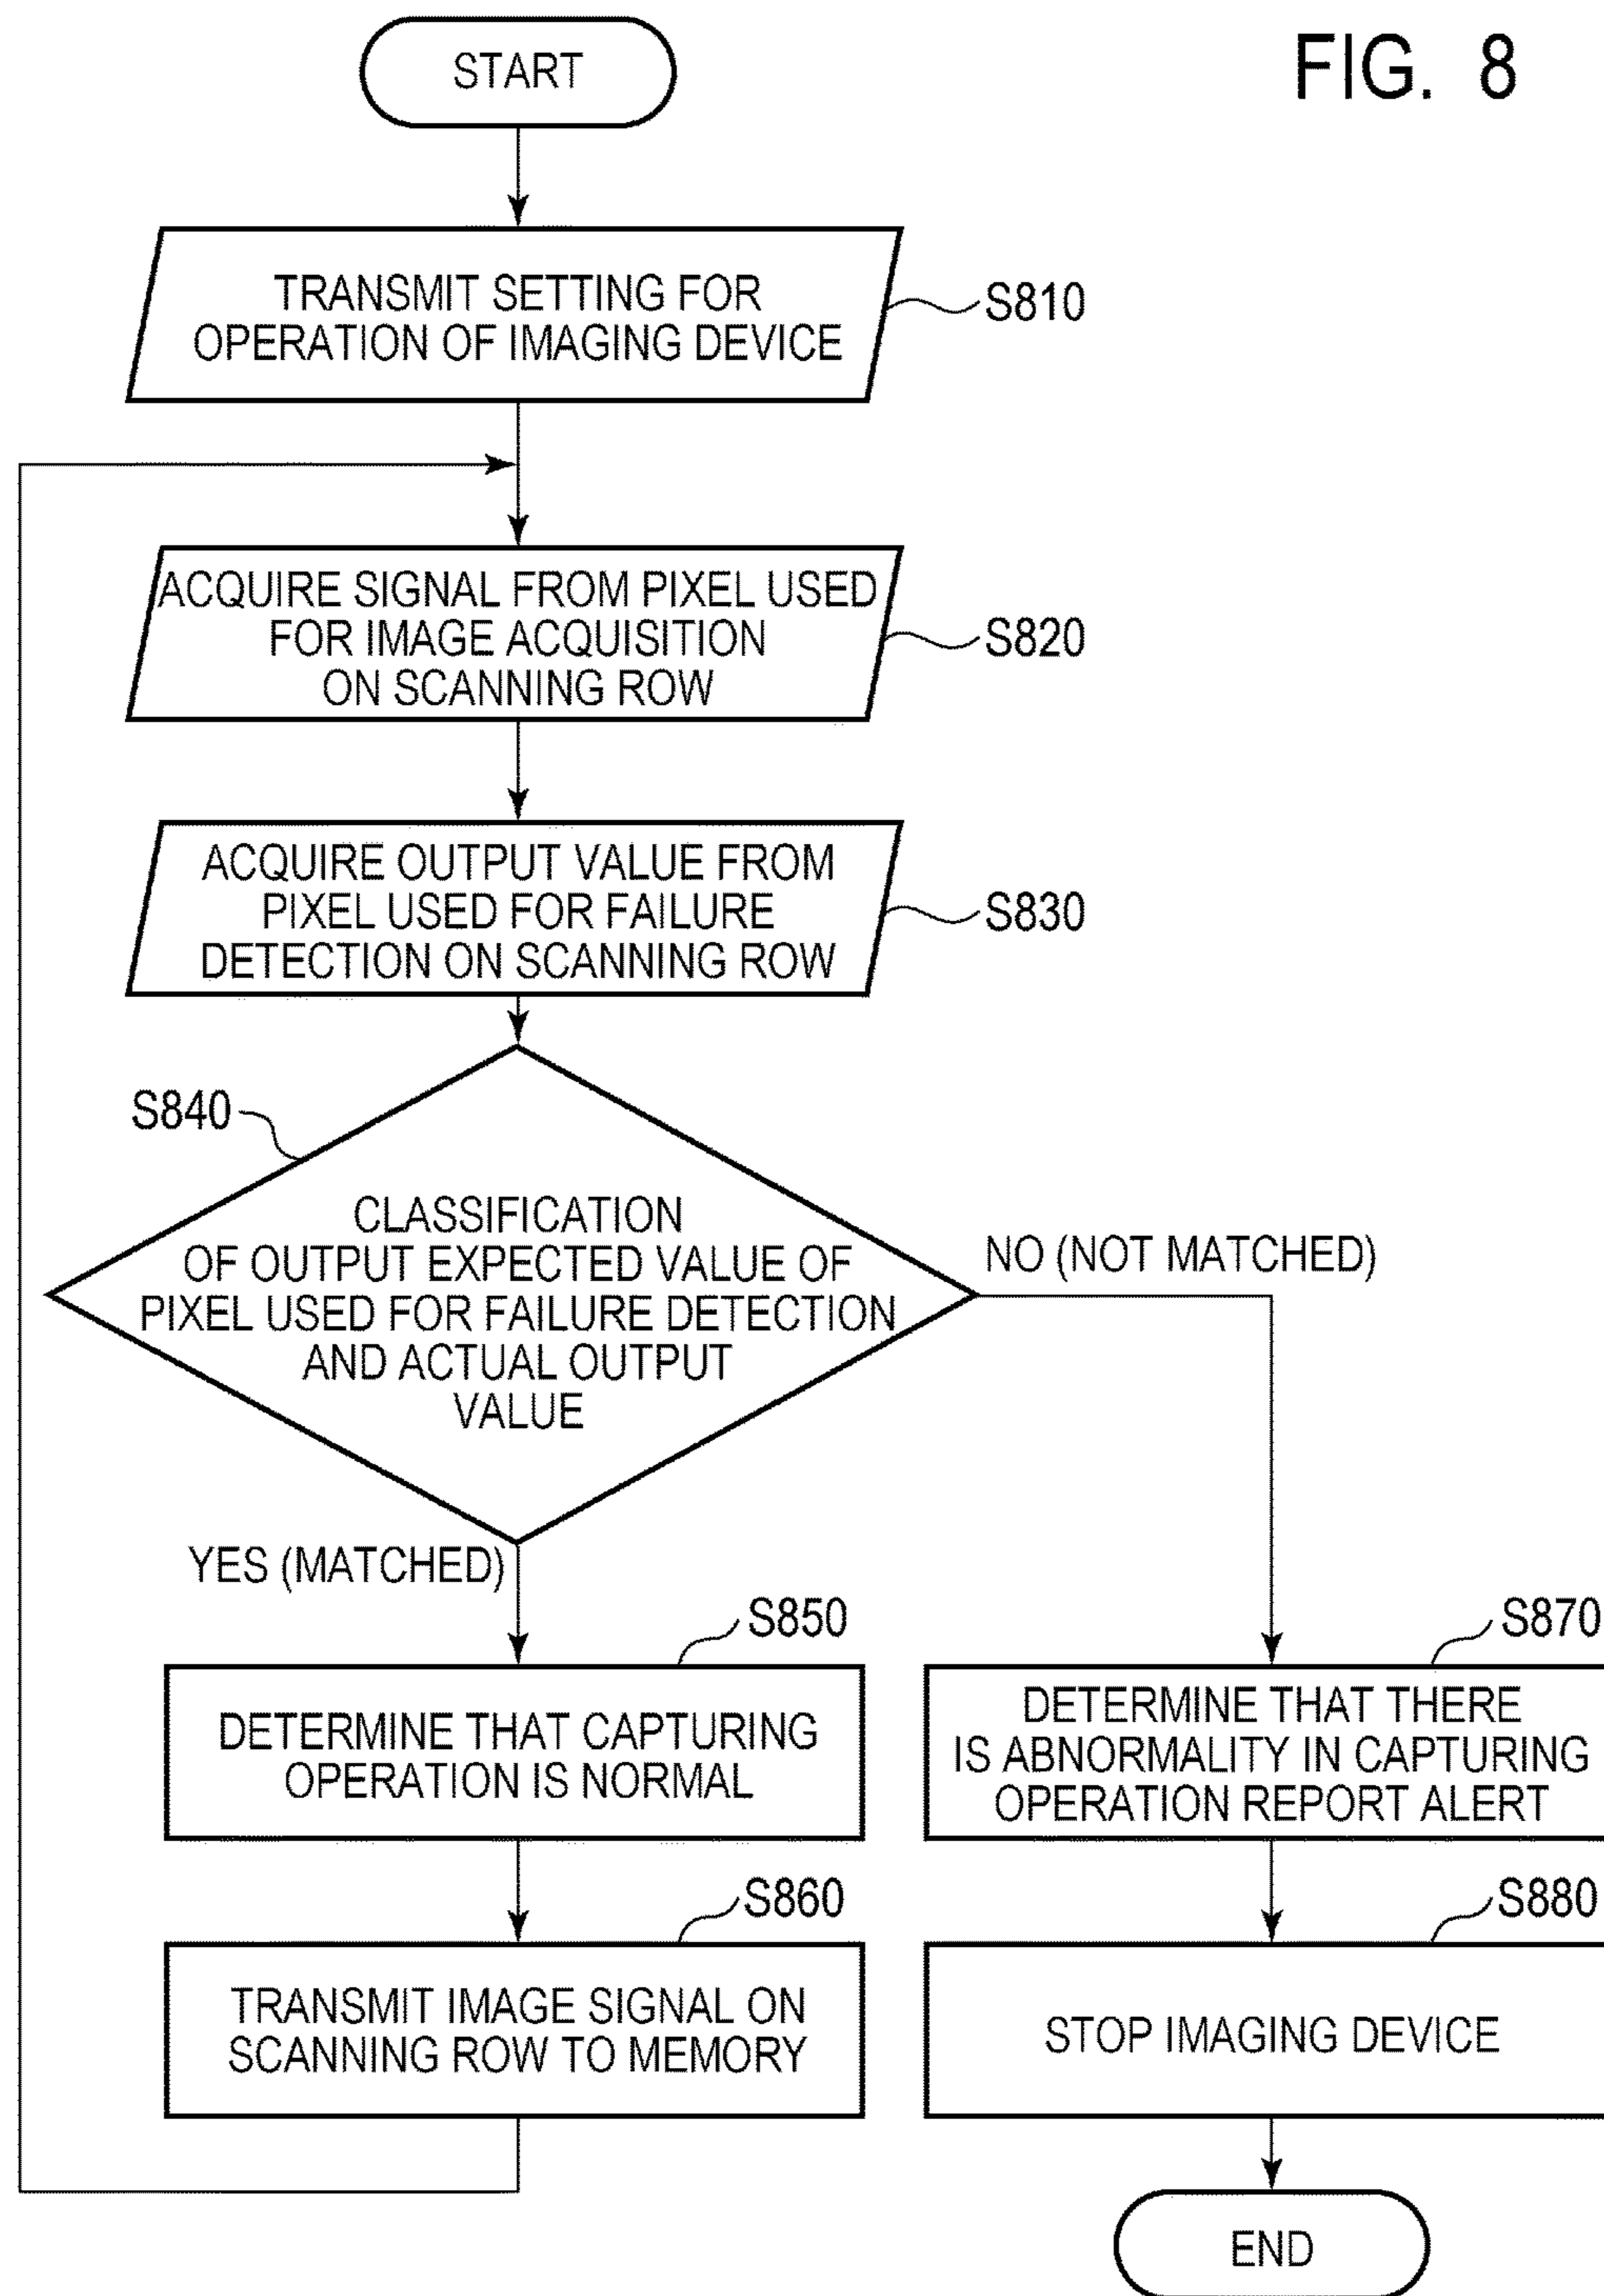 FIG. 8
START
TRANSMIT SETTING FOR
OPERATION OF IMAGING DEVICE
S810
ACQUIRE SIGNAL FROM PIXEL USED
FOR IMAGE ACQUISITION
ON SCANNING ROW
S820
ACQUIRE OUTPUT VALUE FROM
PIXEL USED FOR FAILURE
DETECTION ON SCANNING ROW
S830
S840
CLASSIFICATION
OF OUTPUT EXPECTED VALUE OF
PIXEL USED FOR FAILURE DETECTION
AND ACTUAL OUTPUT
VALUE
NO (NOT MATCHED)
YES (MATCHED)
S850
DETERMINE THAT CAPTURING
OPERATION IS NORMAL
S870
DETERMINE THAT THERE
IS ABNORMALITY IN CAPTURING
OPERATION REPORT ALERT
S860
TRANSMIT IMAGE SIGNAL ON
SCANNING ROW TO MEMORY
S880
STOP IMAGING DEVICE
END